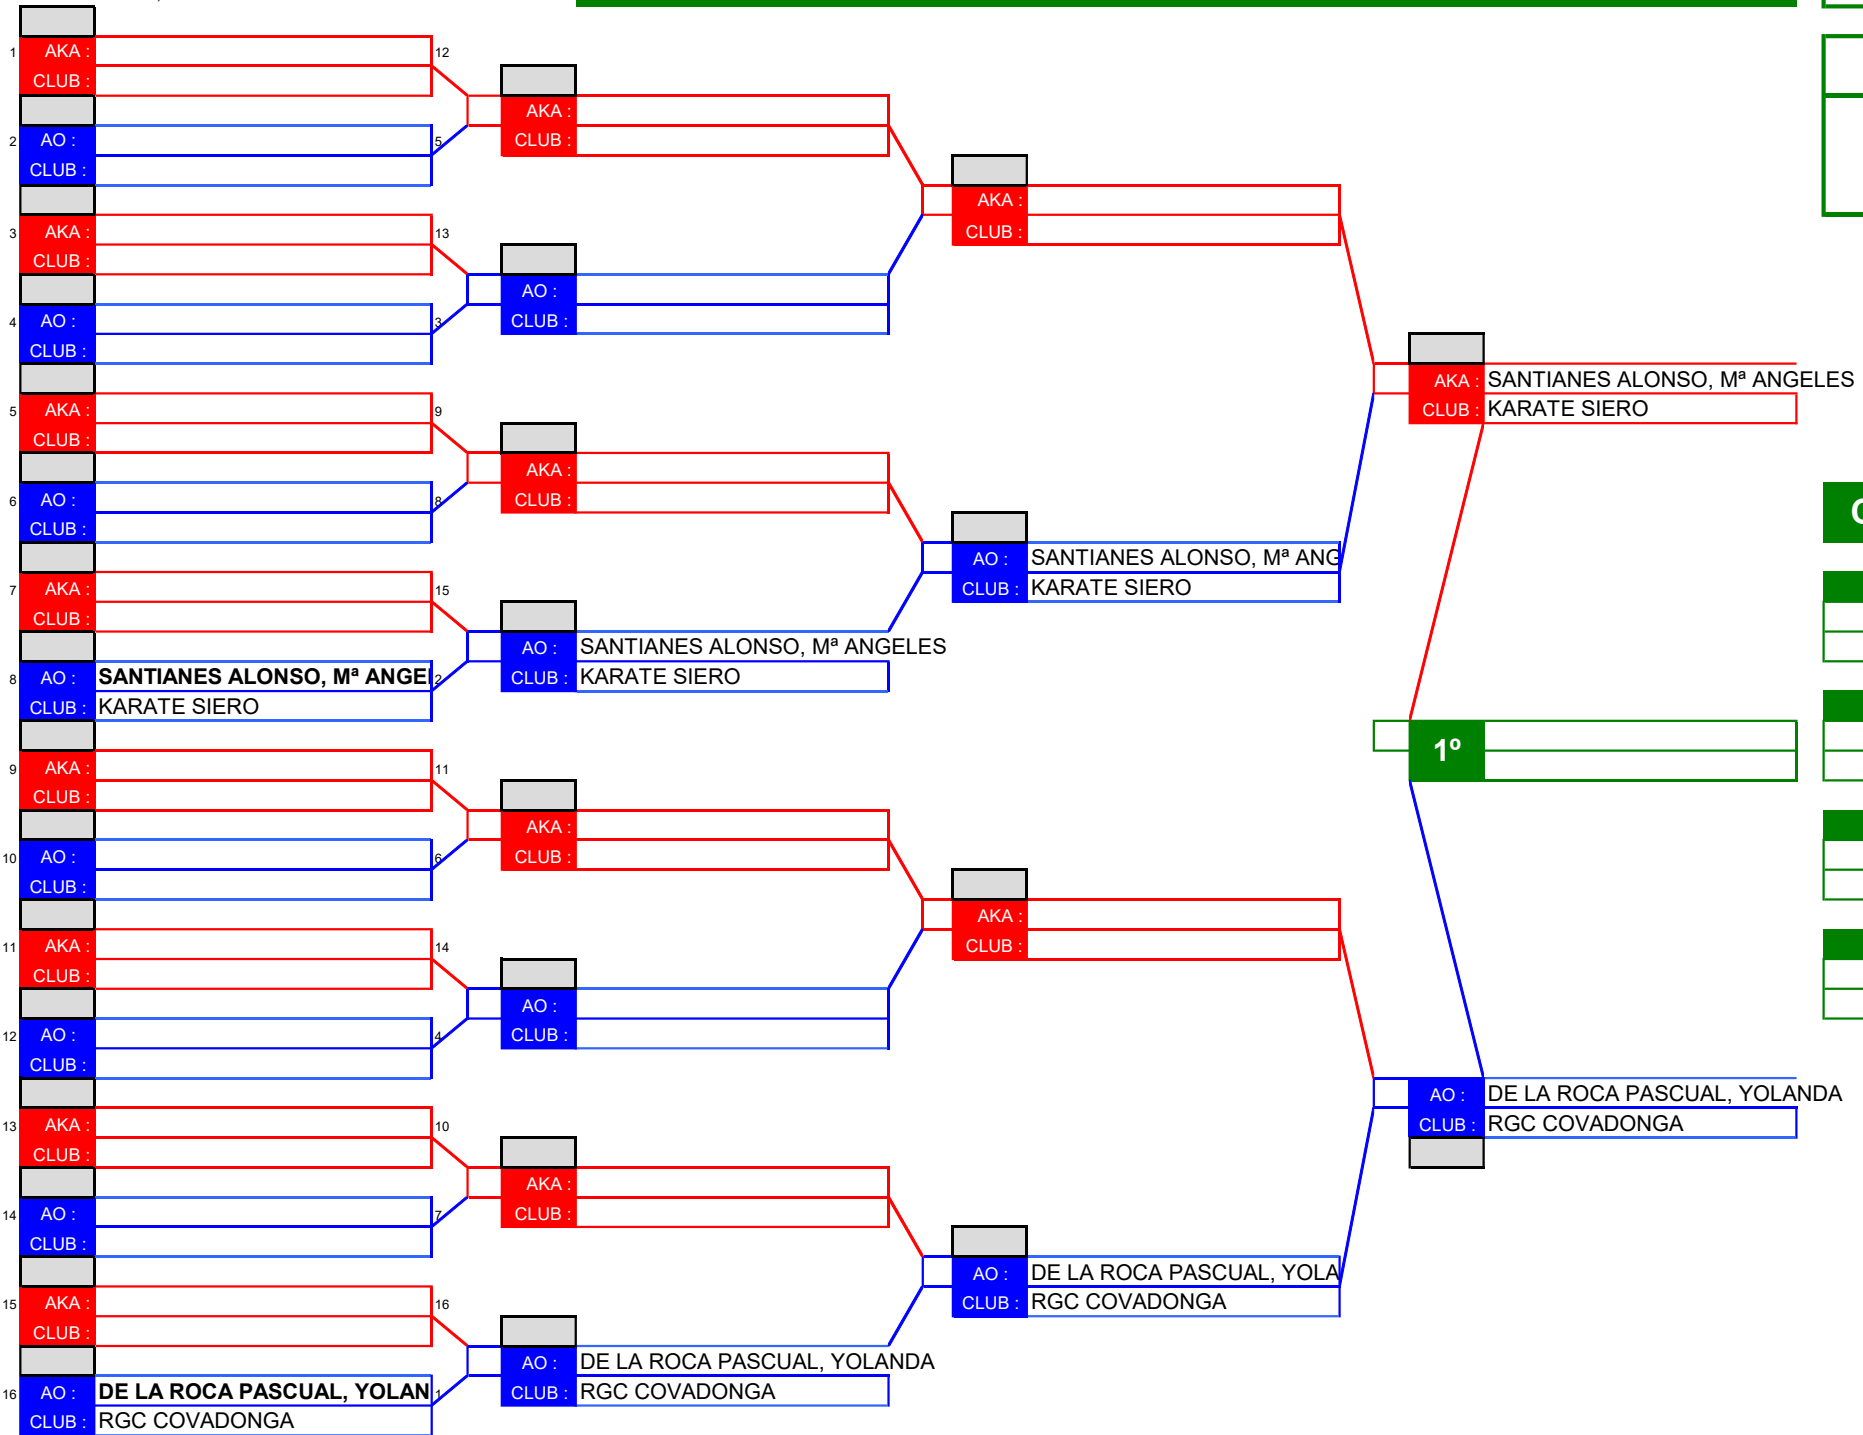 1 AKA : 12
CLUB :
2 AO : 5
CLUB :
3 AKA : 13
CLUB :
4 AO : 3
CLUB :
5 AKA : 9
CLUB :
6 AO : 8
CLUB :
7 AKA : 15
CLUB :
8 AO : SANTIANES ALONSO, Mª ANGEL 2
CLUB : KARATE SIERO
9 AKA : 11
CLUB :
10 AO : 6
CLUB :
11 AKA : 14
CLUB :
12 AO : 4
CLUB :
13 AKA : 10
CLUB :
14 AO : 7
CLUB :
15 AKA : 16
CLUB :
16 AO : DE LA ROCA PASCUAL, YOLAN 1
CLUB : RGC COVADONGA
AKA :
CLUB :
AO :
CLUB :
AKA :
CLUB :
AO : SANTIANES ALONSO, Mª ANGELES
CLUB : KARATE SIERO
AKA :
CLUB :
AO :
CLUB :
AKA :
CLUB :
AO : DE LA ROCA PASCUAL, YOLANDA
CLUB : RGC COVADONGA
AKA :
CLUB :
AO : SANTIANES ALONSO, Mª ANG
CLUB : KARATE SIERO
AKA :
CLUB :
AO : DE LA ROCA PASCUAL, YOLA
CLUB : RGC COVADONGA
AKA : SANTIANES ALONSO, Mª ANGELES
CLUB : KARATE SIERO
1º
AO : DE LA ROCA PASCUAL, YOLANDA
CLUB : RGC COVADONGA